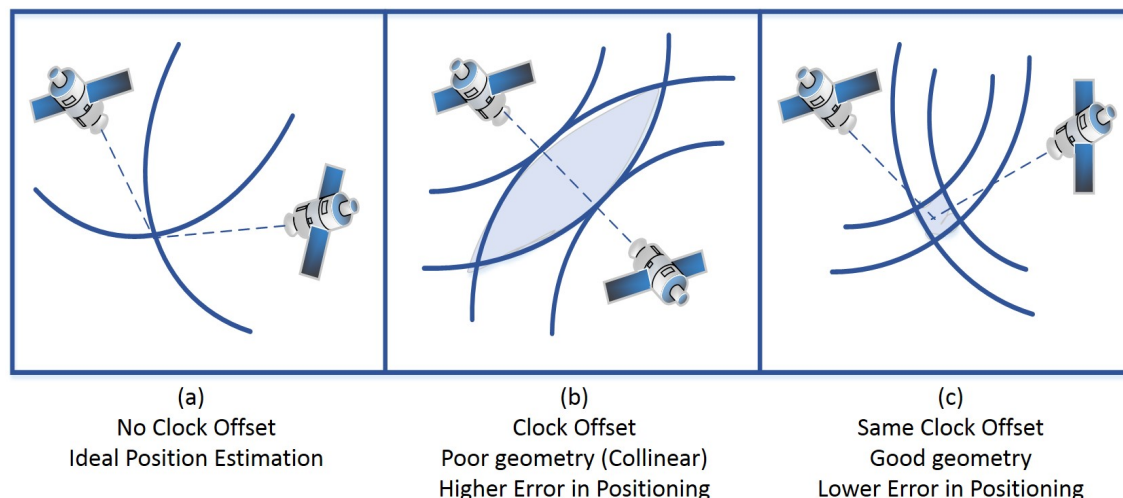 (a)
No Clock Offset
Ideal Position Estimation
(b)
Clock Offset
Poor geometry (Collinear)
Higher Error in Positioning
(c)
Same Clock Offset
Good geometry
Lower Error in Positioning